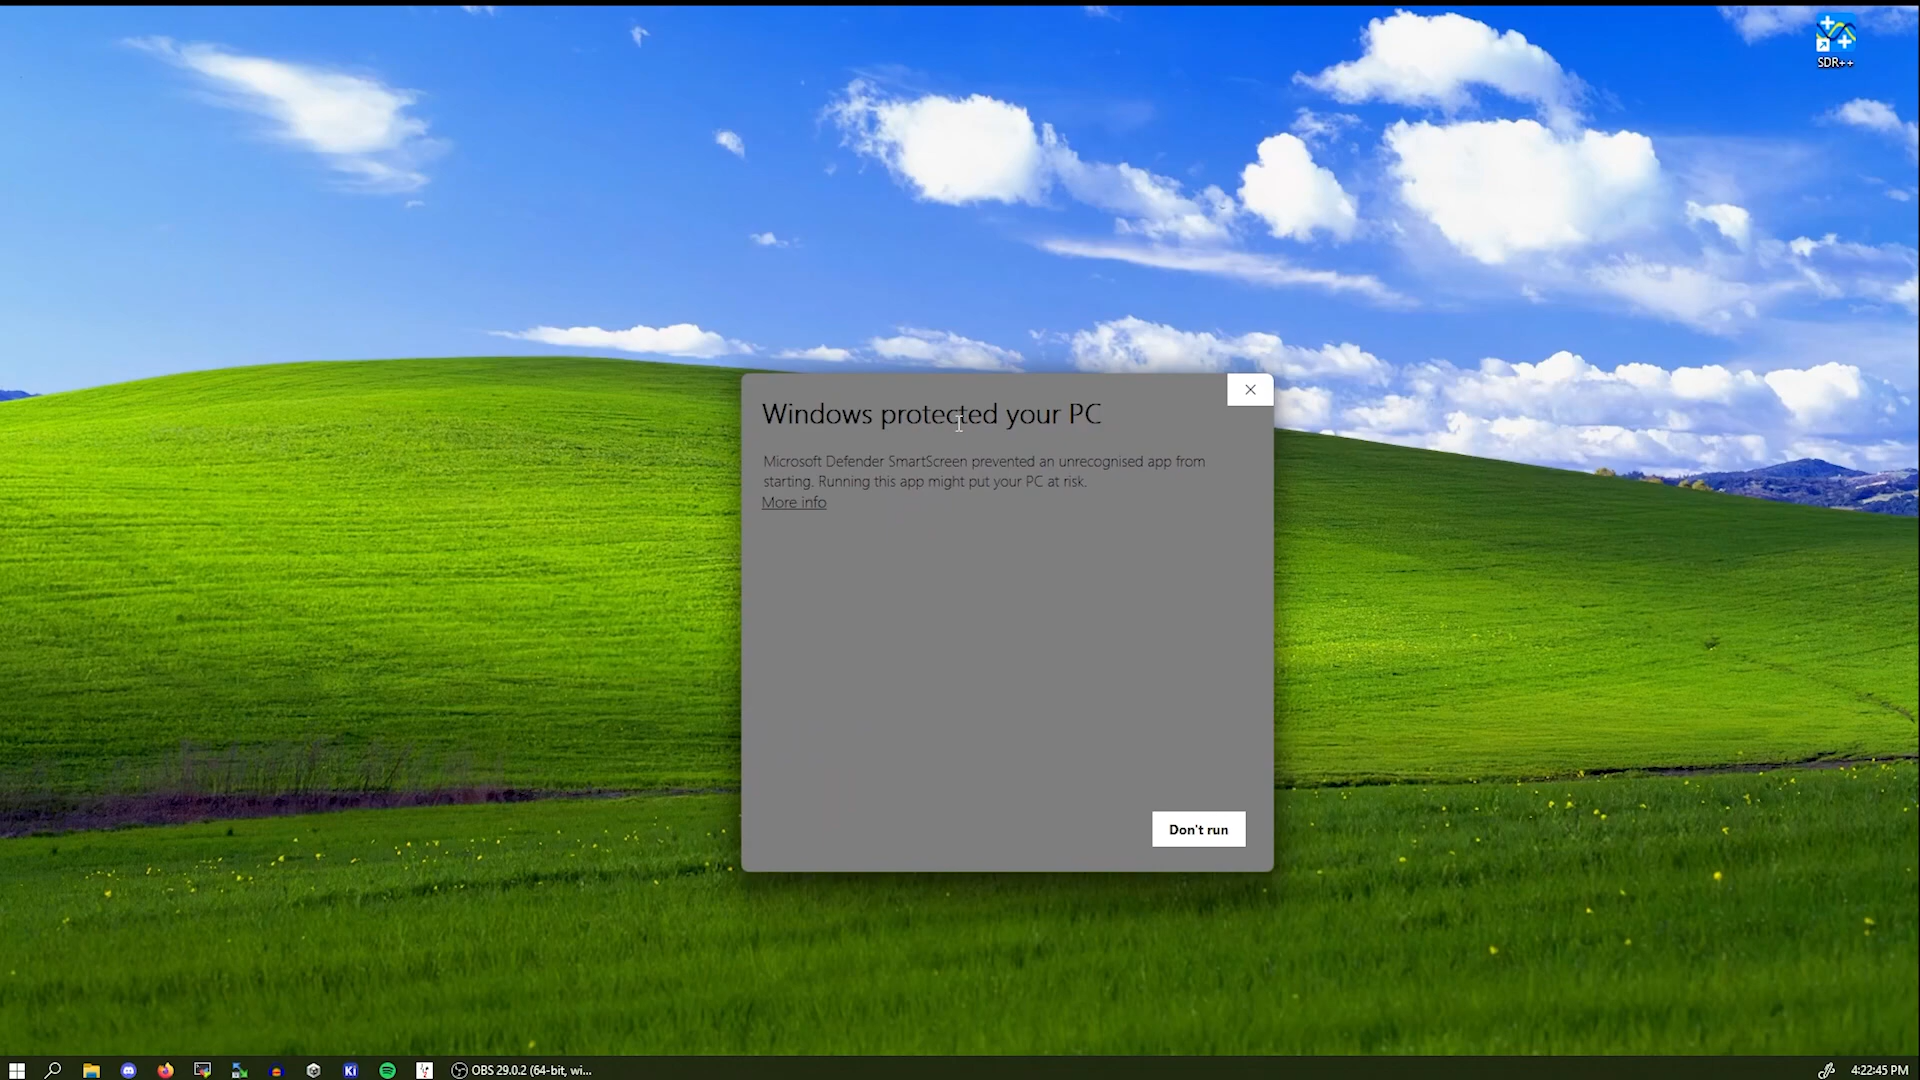 SDR++
Windows protected your PC
Microsoft Defender SmartScreen prevented an unrecognised app from
starting. Running this app might put your PC at risk.
More info
Don't run
Ki
OBS 29.0.2 (64-bit, wi...
4:22:45 PM